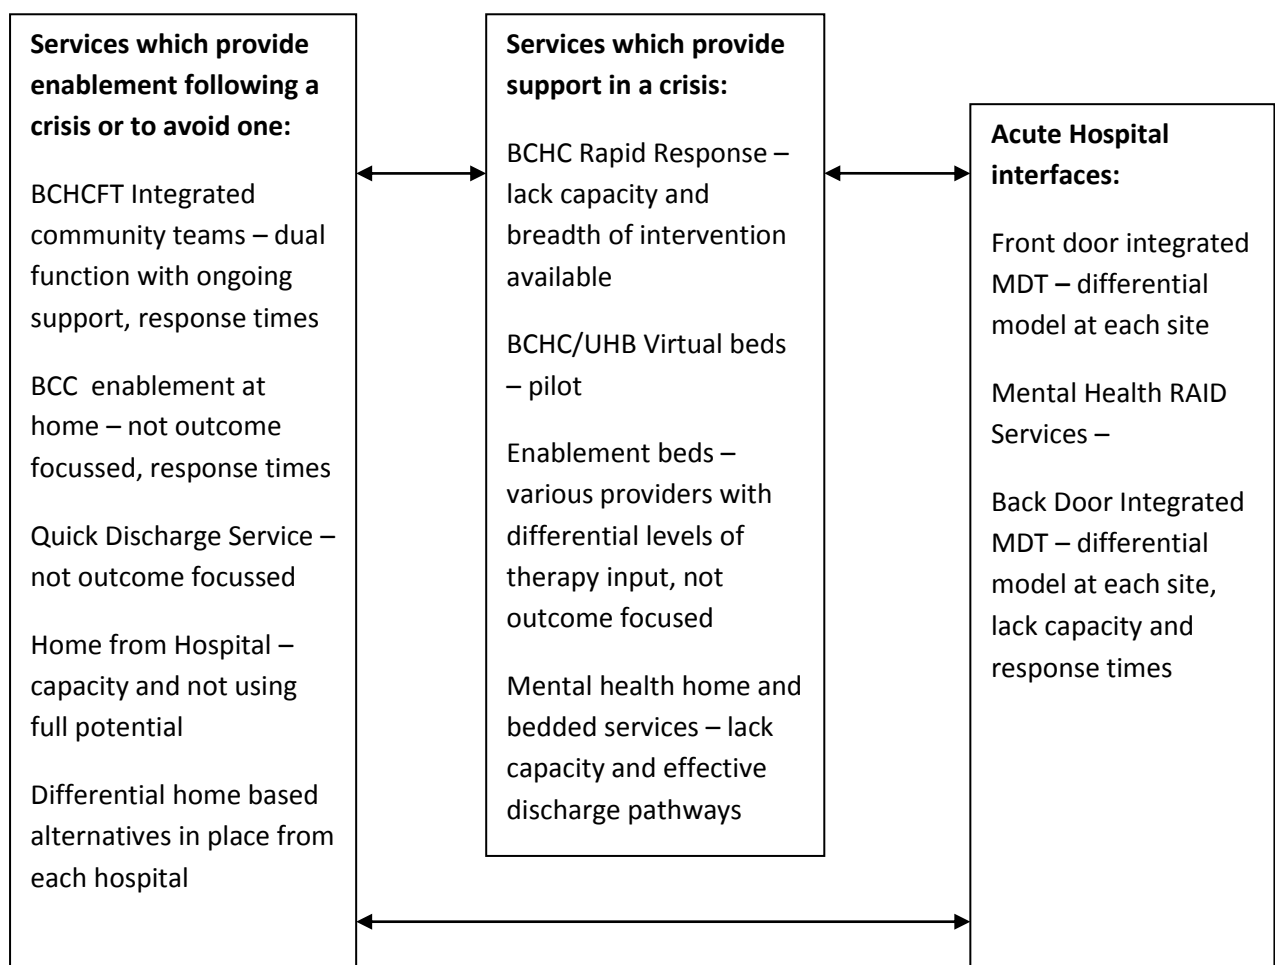 Services which provide
enablement following a
crisis or to avoid one:
BCHCFT Integrated
community teams – dual
function with ongoing
support, response times
BCC  enablement at
home – not outcome
focussed, response times
Quick Discharge Service –
not outcome focussed
Home from Hospital –
capacity and not using
full potential
Differential home based
alternatives in place from
each hospital
Services which provide
support in a crisis:
BCHC Rapid Response –
lack capacity and
breadth of intervention
available
BCHC/UHB Virtual beds
– pilot
Enablement beds –
various providers with
differential levels of
therapy input, not
outcome focused
Mental health home and
bedded services – lack
capacity and effective
discharge pathways
Acute Hospital
interfaces:
Front door integrated
MDT – differential
model at each site
Mental Health RAID
Services –
Back Door Integrated
MDT – differential
model at each site,
lack capacity and
response times